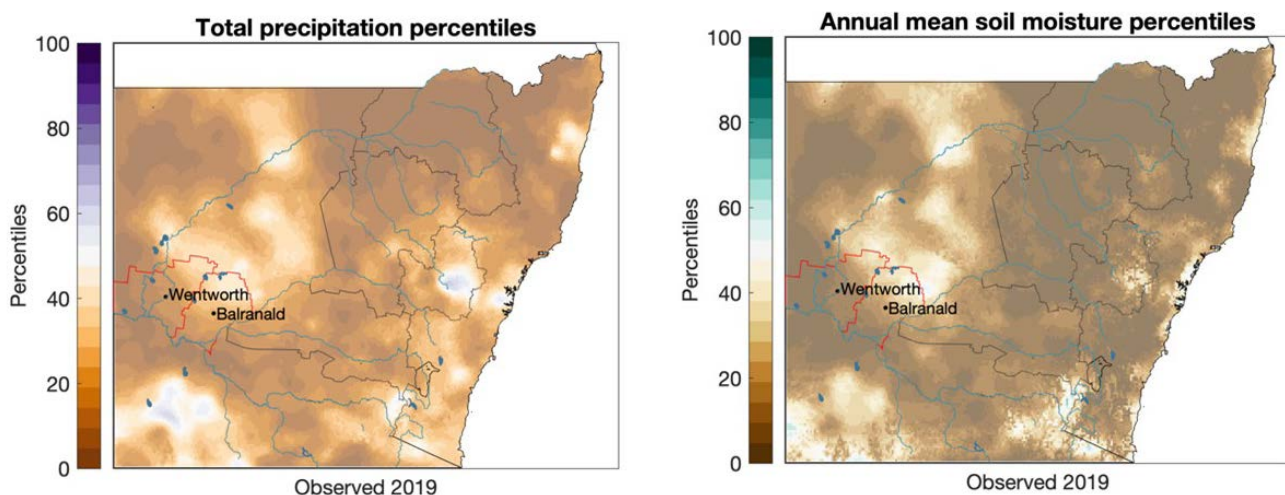 Total precipitation percentiles
100
80
60
40
20
0
Percentiles
Wentworth
Balranald
Observed 2019
Annual mean soil moisture percentiles
100
80
60
40
20
0
Percentiles
Wentworth
Balranald
Observed 2019